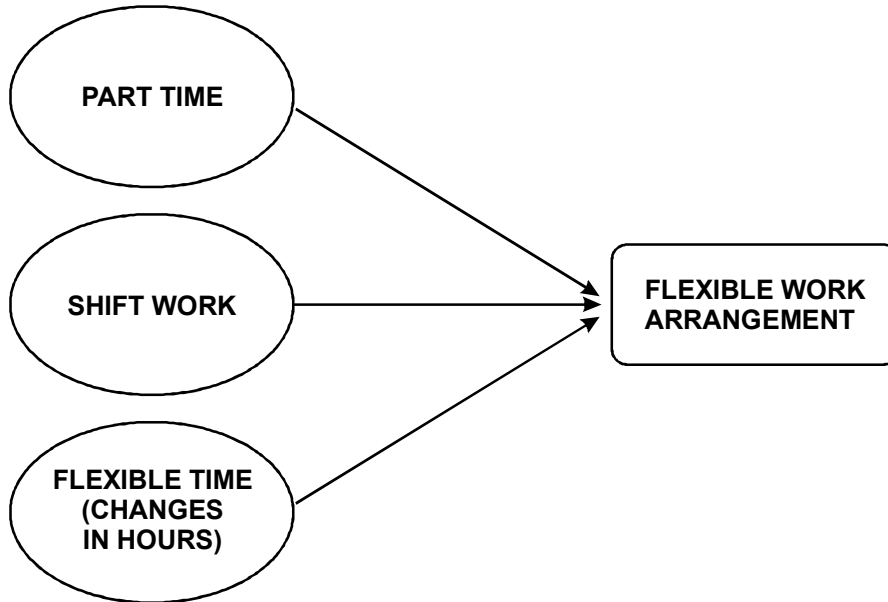 PART TIME
SHIFT WORK
FLEXIBLE WORK
ARRANGEMENT
FLEXIBLE TIME
(CHANGES
IN HOURS)